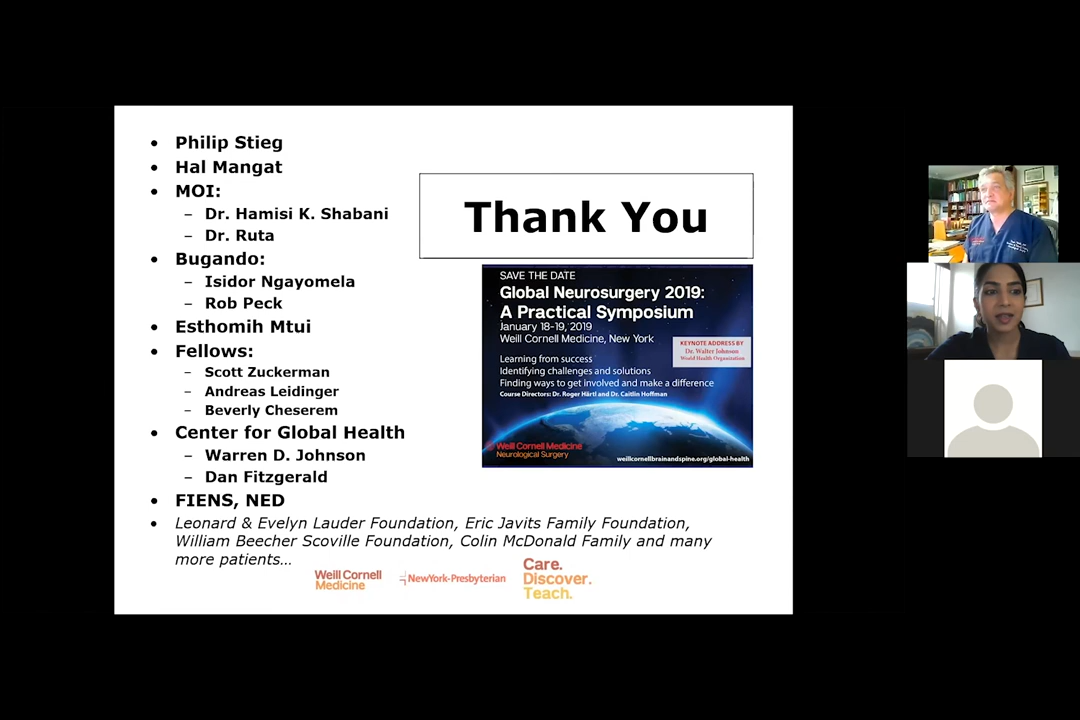 • Philip Stieg
• Hal Mangat
• MOI:
– Dr. Hamisi K. Shabani
– Dr. Ruta
• Bugando:
– Isidor Ngayomela
– Rob Peck
• Esthomih Mtui
• Fellows:
– Scott Zuckerman
– Andreas Leidinger
– Beverly Cheserem
• Center for Global Health
– Warren D. Johnson
– Dan Fitzgerald
• FIENS, NED
• Leonard & Evelyn Lauder Foundation, Eric Javits Family Foundation,
William Beecher Scoville Foundation, Colin McDonald Family and many
more patients…
Thank You
SAVE THE DATE
Global Neurosurgery 2019:
A Practical Symposium
January 18-19, 2019
Weill Cornell Medicine, New York
KEYNOTE ADDRESS BY
Dr. Walter Johnson
World Health Organization
Learning from success
Identifying challenges and solutions
Finding ways to get involved and make a difference
Course Directors: Dr. Roger Härtl and Dr. Caitlin Hoffman
Weill Cornell Medicine
Neurological Surgery
weillcornellbrainandspine.org/global-health
Weill Cornell
Medicine
NewYork-Presbyterian
Care.
Discover.
Teach.